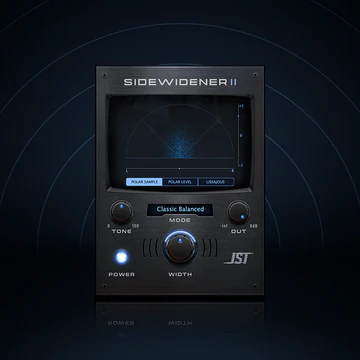 SIDEWIDENER II
+1
0
POLAR SAMPLE POLAR LEVEL LISSAJOUS
Classic Balanced
MODE
0 100
TONE
-inf 0dB
OUT
POWER
WIDTH
JST